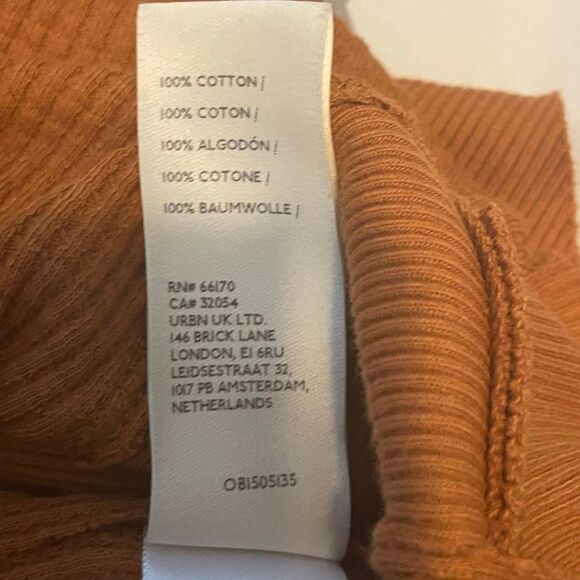 100% COTTON /
100% COTON /
100% ALGODÓN /
100% COTONE /
100% BAUMWOLLE /
RN# 66170
CA# 32054
URBN UK LTD.
146 BRICK LANE
LONDON, E1 6RU
LEIDSESTRAAT 32,
1017 PB AMSTERDAM,
NETHERLANDS
OB1505135